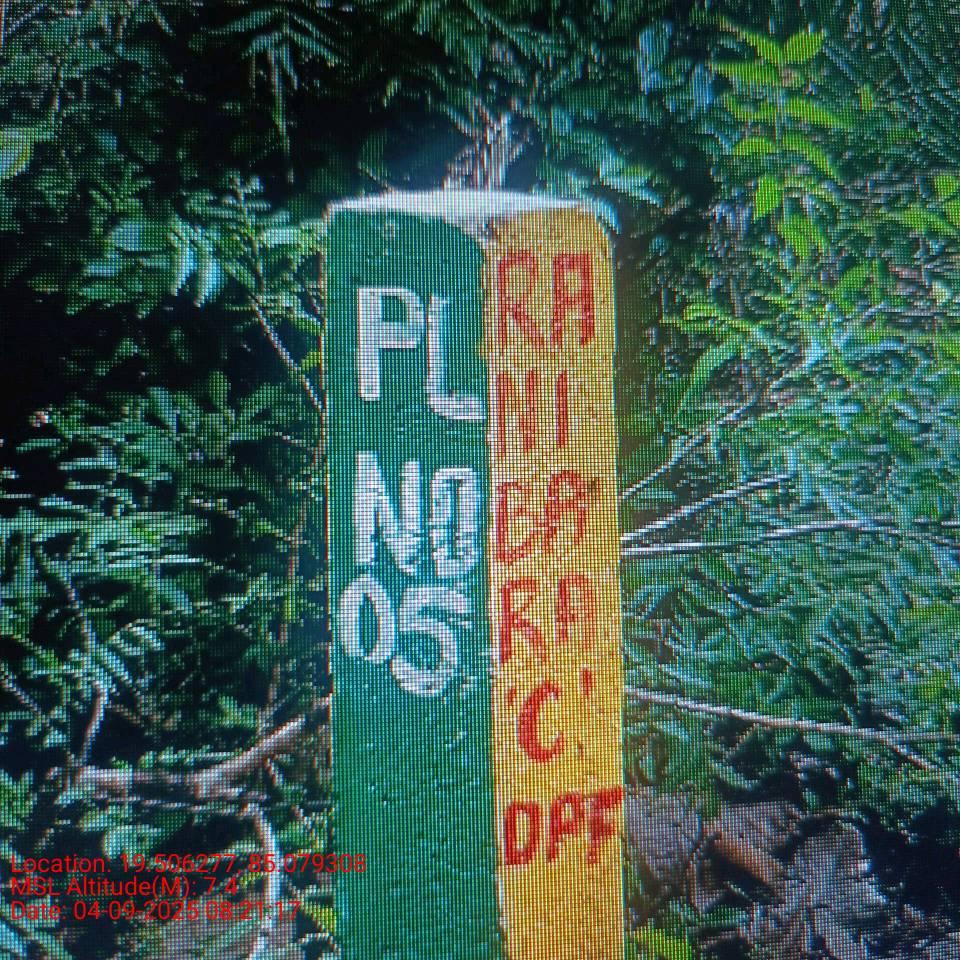 PL
No
05
RA
NI
BA
RA
'C'
DPF
Location: 19.506277, 85.079308
MSL Altitude(M): 7.4
Date: 04-09-2025 08:21:17